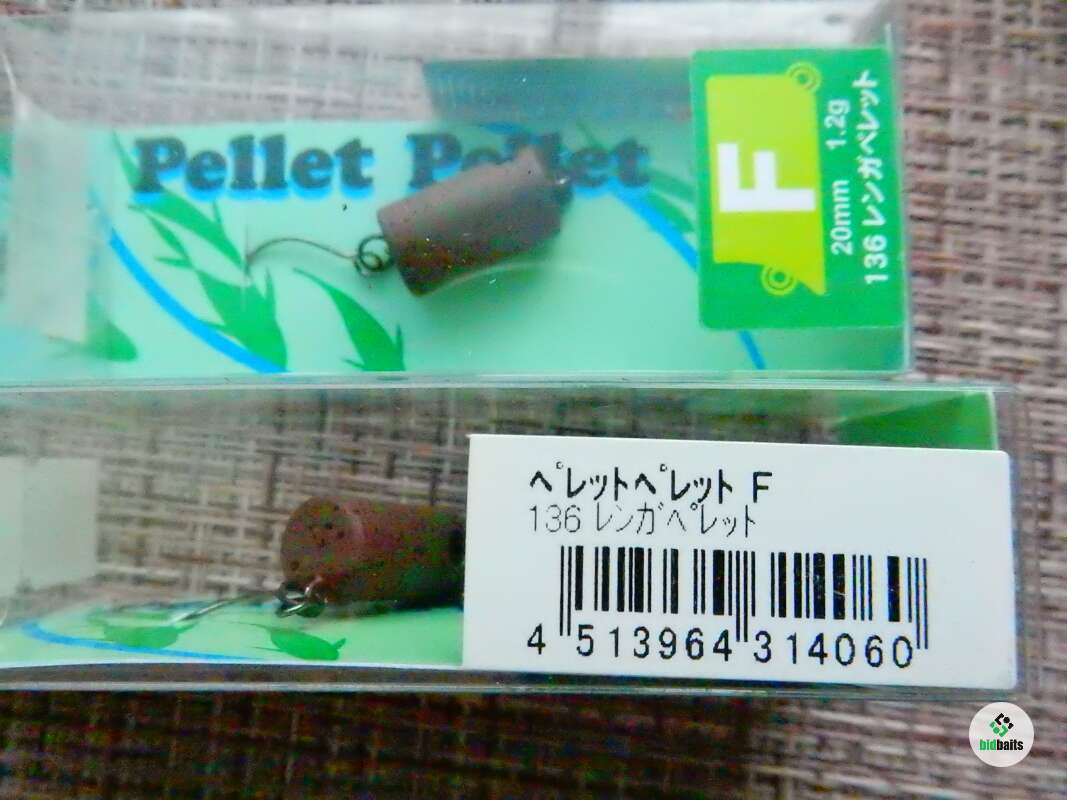 Pellet Pellet
F
20mm 1.2g
136 レンガペレット
ペレットペレット F
136 レンガペレット
4 513964 314060
bidbaits